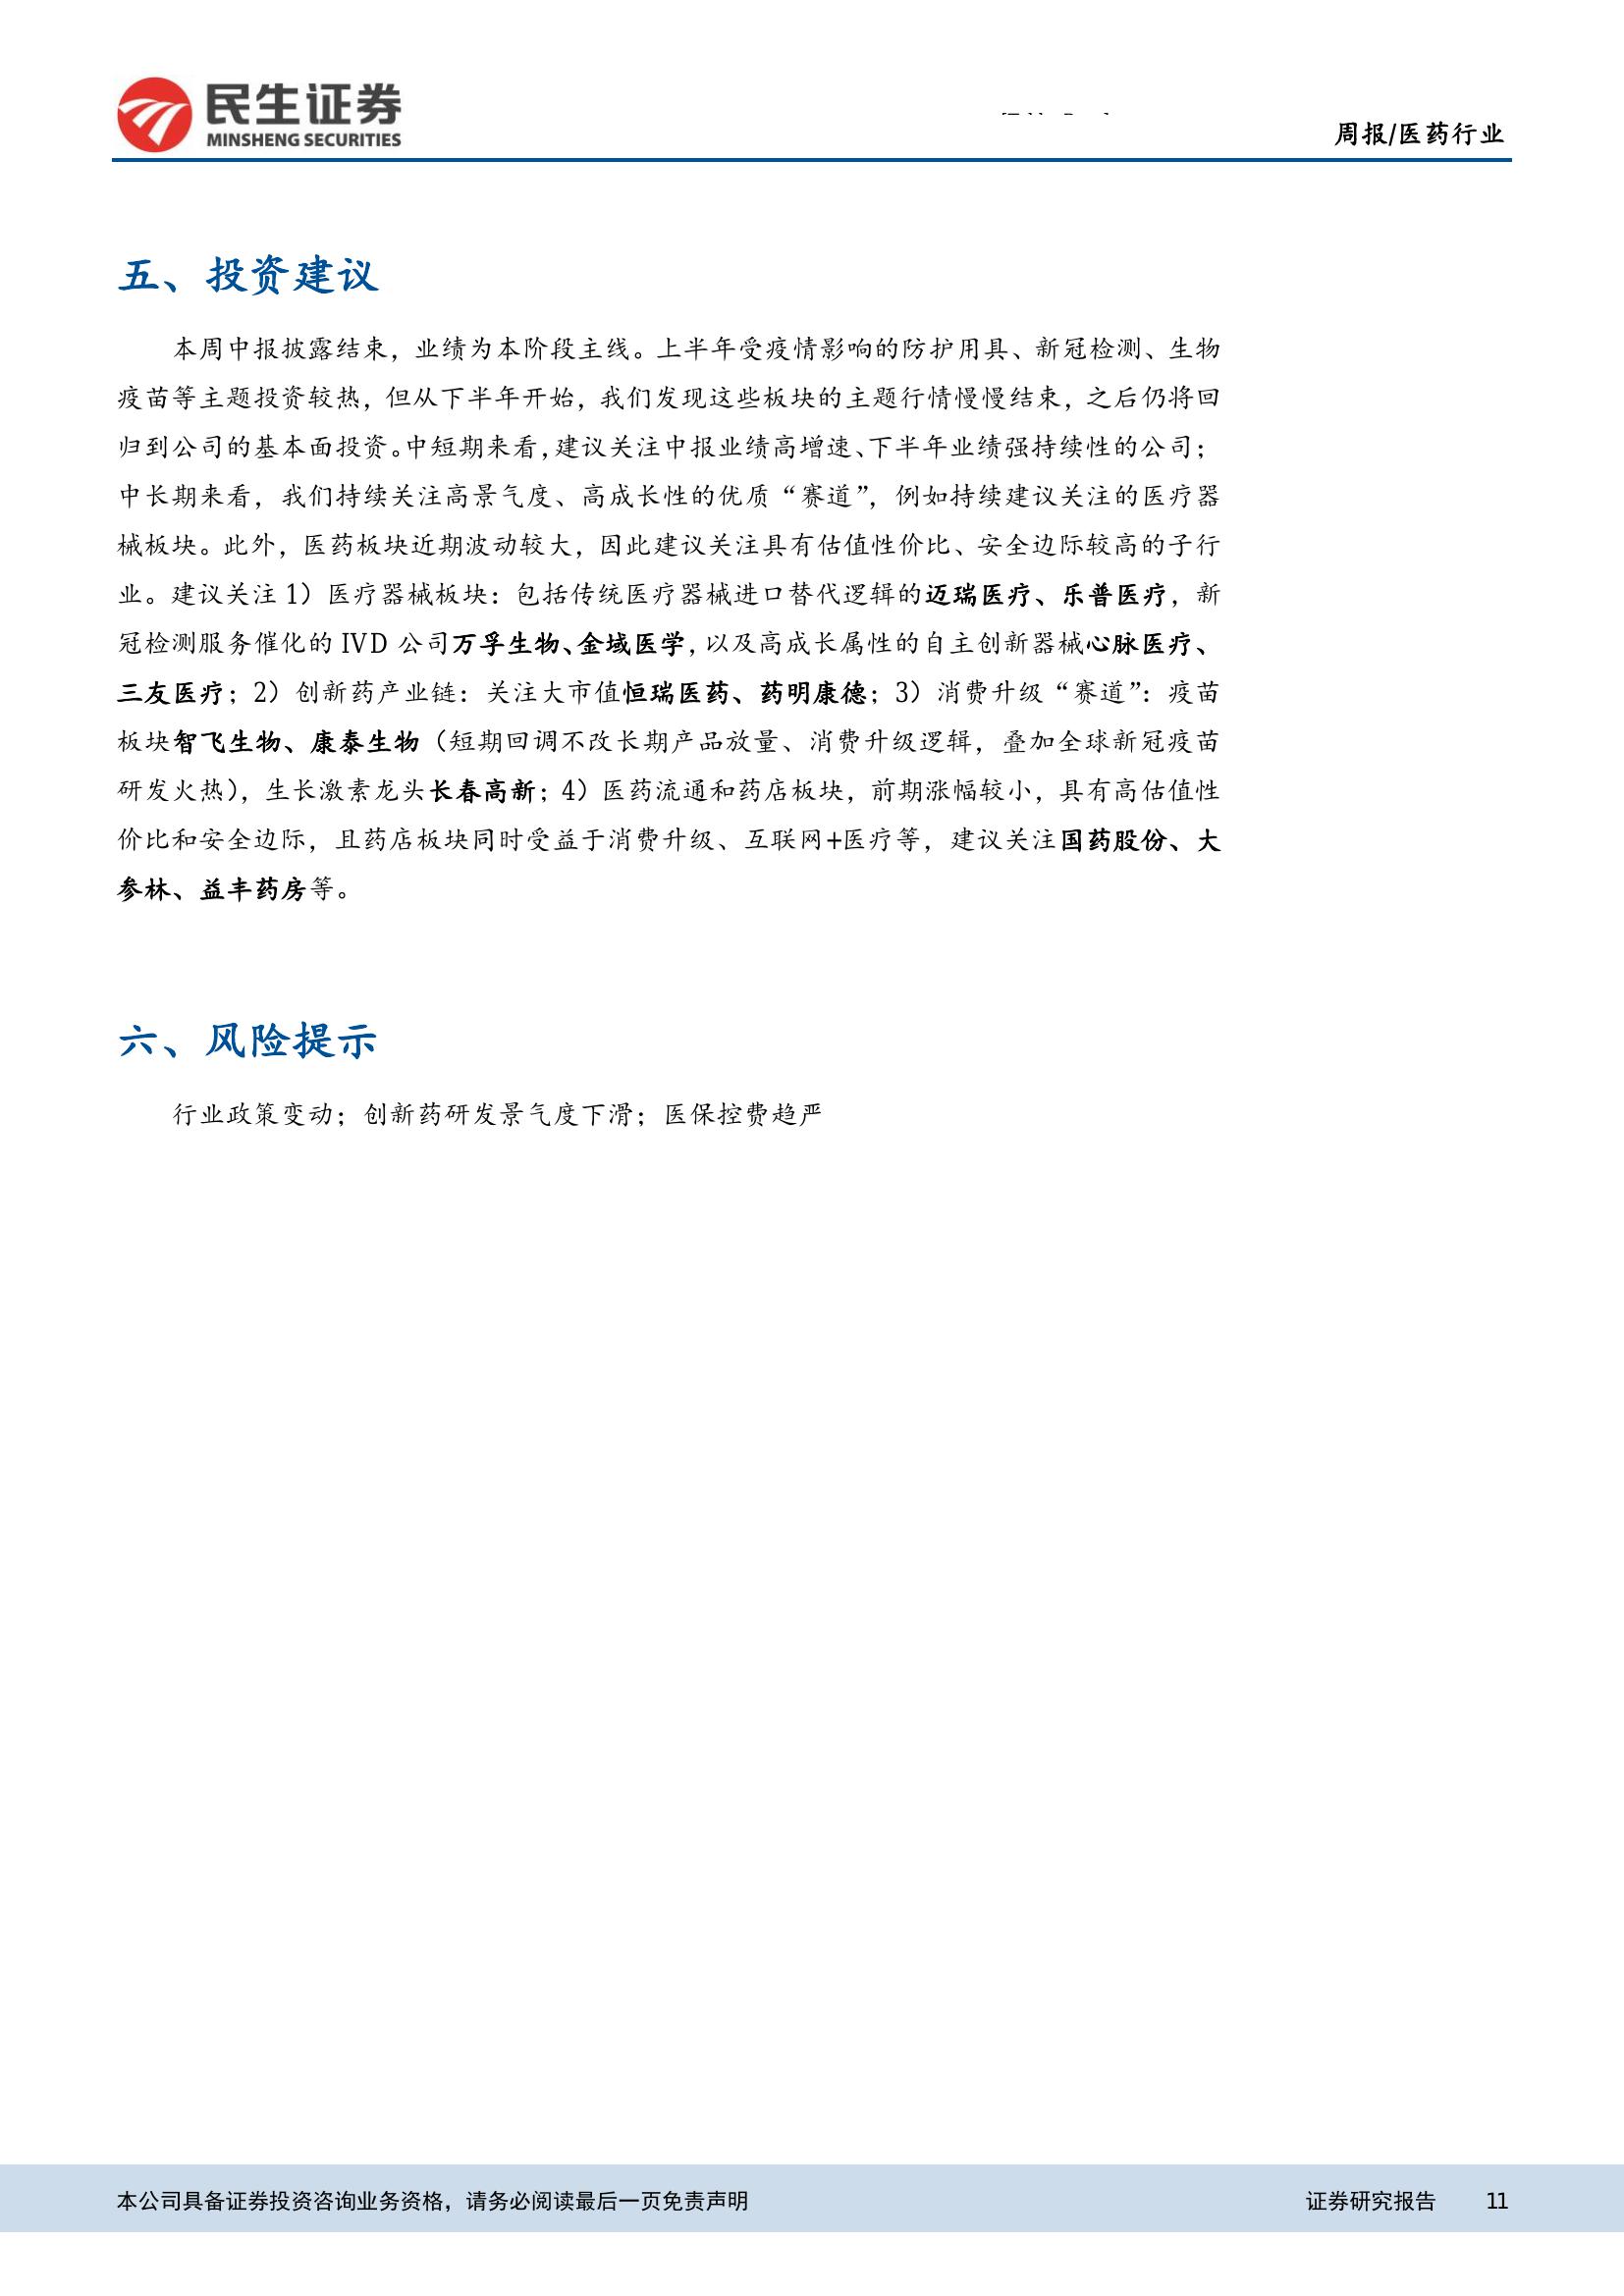 民生证券
MINSHENG SECURITIES
周报/医药行业
五、投资建议
本周中报披露结束，业绩为本阶段主线。上半年受疫情影响的防护用具、新冠检测、生物
疫苗等主题投资较热，但从下半年开始，我们发现这些板块的主题行情慢慢结束，之后仍将回
归到公司的基本面投资。中短期来看，建议关注中报业绩高增速、下半年业绩强持续性的公司；
中长期来看，我们持续关注高景气度、高成长性的优质“赛道”，例如持续建议关注的医疗器
械板块。此外，医药板块近期波动较大，因此建议关注具有估值性价比、安全边际较高的子行
业。建议关注 1）医疗器械板块：包括传统医疗器械进口替代逻辑的迈瑞医疗、乐普医疗，新
冠检测服务催化的 IVD 公司万孚生物、金域医学，以及高成长属性的自主创新器械心脉医疗、
三友医疗；2）创新药产业链：关注大市值恒瑞医药、药明康德；3）消费升级“赛道”：疫苗
板块智飞生物、康泰生物（短期回调不改长期产品放量、消费升级逻辑，叠加全球新冠疫苗
研发火热），生长激素龙头长春高新；4）医药流通和药店板块，前期涨幅较小，具有高估值性
价比和安全边际，且药店板块同时受益于消费升级、互联网+医疗等，建议关注国药股份、大
参林、益丰药房等。
六、风险提示
行业政策变动；创新药研发景气度下滑；医保控费趋严
本公司具备证券投资咨询业务资格，请务必阅读最后一页免责声明
证券研究报告 11